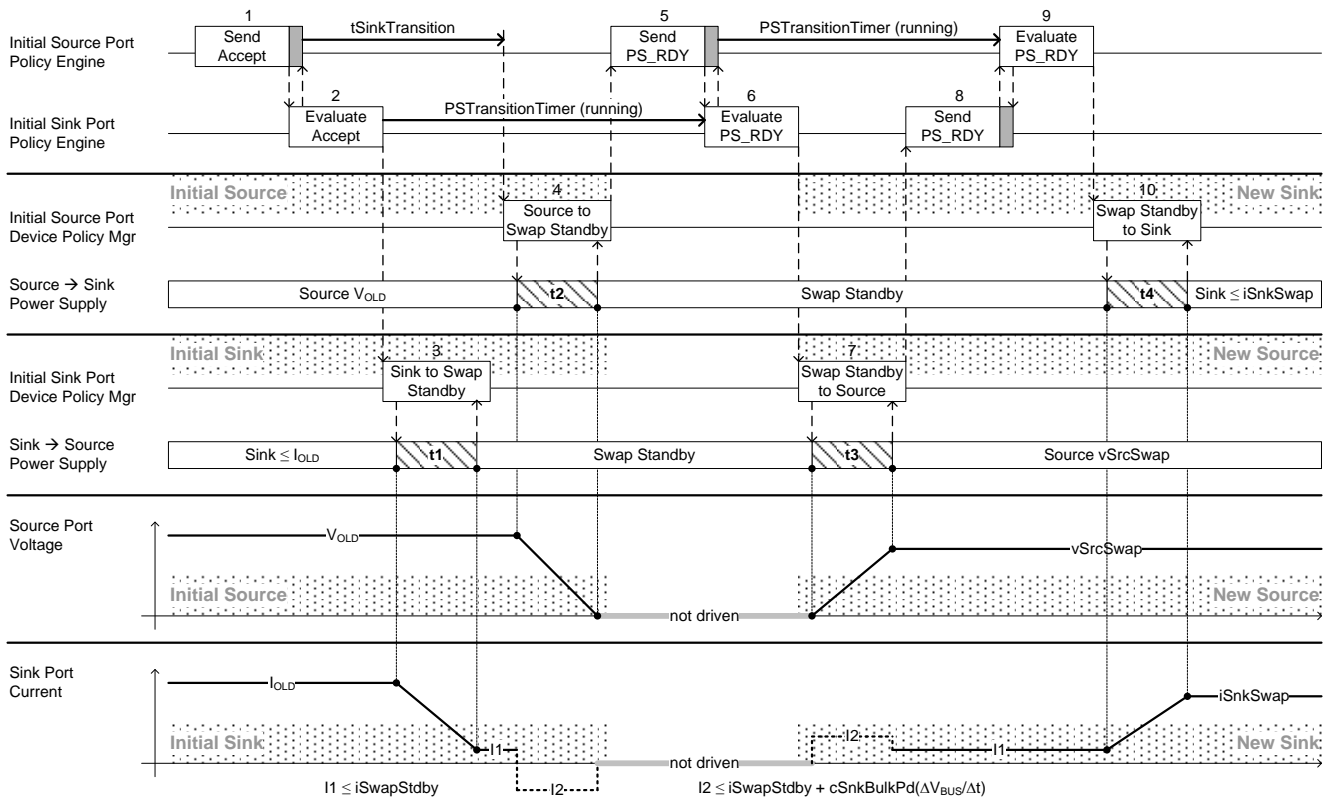 1
5
9
Initial Source Port
Policy Engine
Send
Accept
tSinkTransition
Send
PS_RDY
PSTransitionTimer (running)
Evaluate
PS_RDY
2
6
8
Initial Sink Port
Policy Engine
Evaluate
Accept
PSTransitionTimer (running)
Evaluate
PS_RDY
Send
PS_RDY
Initial Source
4
10
New Sink
Initial Source Port
Device Policy Mgr
Source to
Swap Standby
Swap Standby
to Sink
Source → Sink
Power Supply
Source VOLD
t2
Swap Standby
t4
Sink ≤ iSnkSwap
Initial Sink
3
7
New Source
Initial Sink Port
Device Policy Mgr
Sink to Swap
Standby
Swap Standby
to Source
Sink → Source
Power Supply
Sink ≤ IOLD
t1
Swap Standby
t3
Source vSrcSwap
Source Port
Voltage
VOLD
vSrcSwap
Initial Source
New Source
not driven
Sink Port
Current
IOLD
iSnkSwap
Initial Sink
I1
I2
I1
New Sink
not driven
I1 ≤ iSwapStdby
I2
I2 ≤ iSwapStdby + cSnkBulkPd(ΔVBUS/Δt)